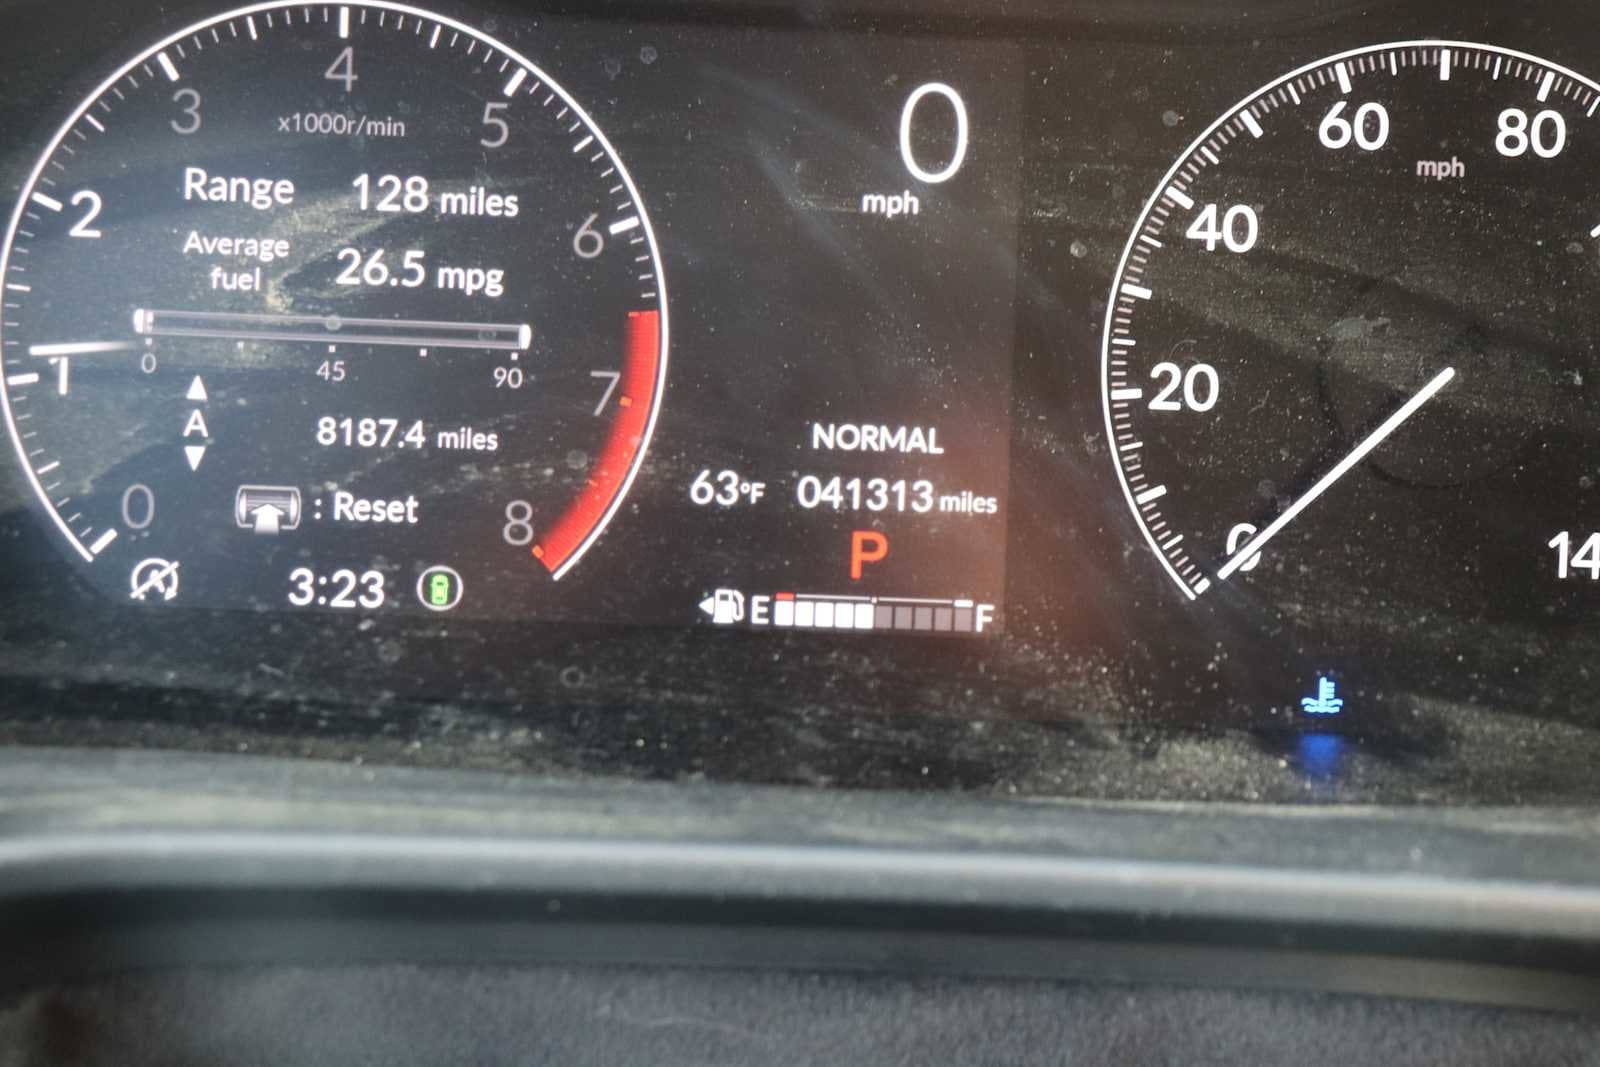 4
3
5
x1000r/min
Range 128 miles
2
6
Average
fuel 26.5 mpg
1
0 45 90
7
A
8187.4 miles
0
: Reset
8
3:23
0
mph
NORMAL
63°F 041313 miles
P
E F
60
80
mph
40
20
0
14